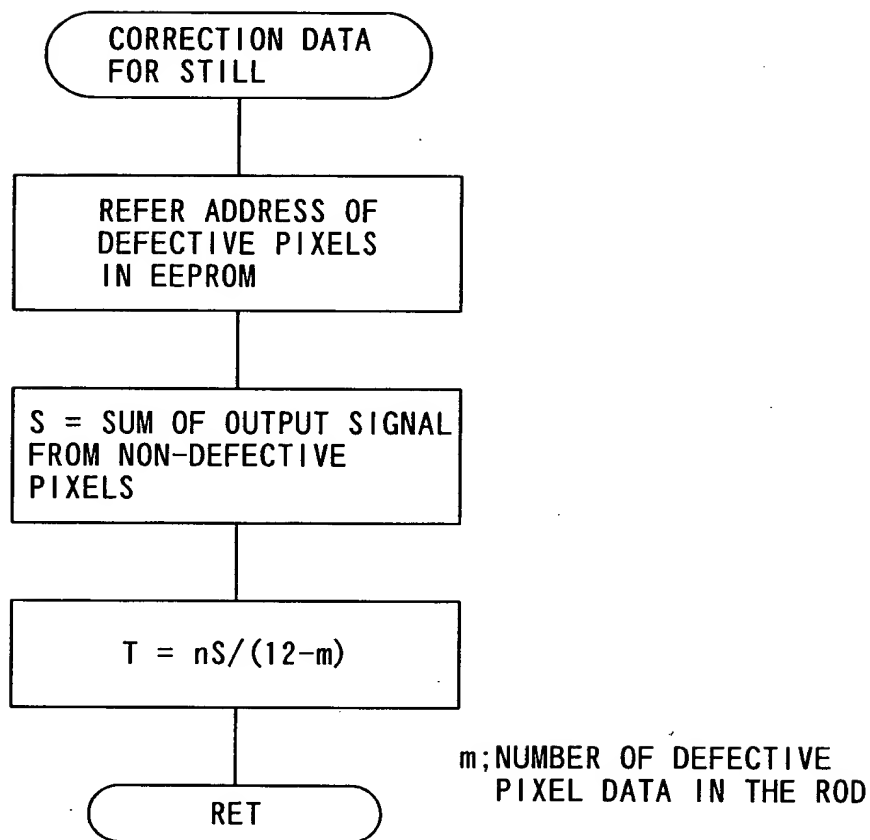 CORRECTION DATA
FOR STILL
REFER ADDRESS OF
DEFECTIVE PIXELS
IN EEPROM
S = SUM OF OUTPUT SIGNAL
FROM NON-DEFECTIVE
PIXELS
T = nS/(12-m)
RET
m;NUMBER OF DEFECTIVE
PIXEL DATA IN THE ROD